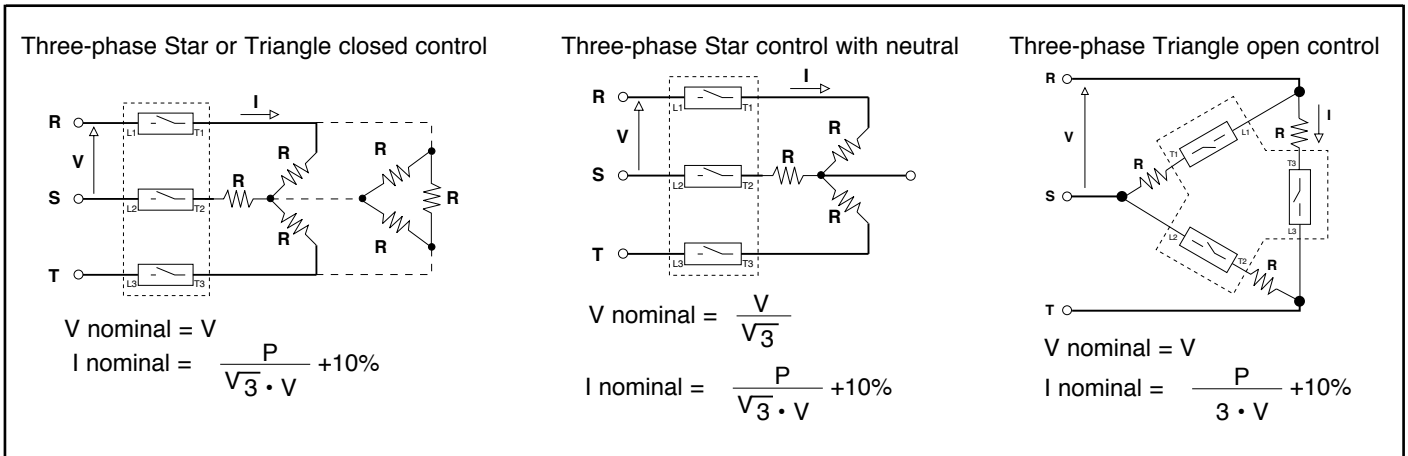 Three-phase Star or Triangle closed control
R
L1
T1
I
V
R
R
S
L2
T2
R
R
R
R
T
L3
T3
V nominal = V
I nominal = P / √3 • V +10%
Three-phase Star control with neutral
R
L1
T1
I
V
R
S
L2
T2
R
R
T
L3
T3
V nominal = V / √3
I nominal = P / √3 • V +10%
Three-phase Triangle open control
R
V
L1
T1
R
R
I
T3
S
L3
L2
T2
R
T
V nominal = V
I nominal = P / 3 • V +10%